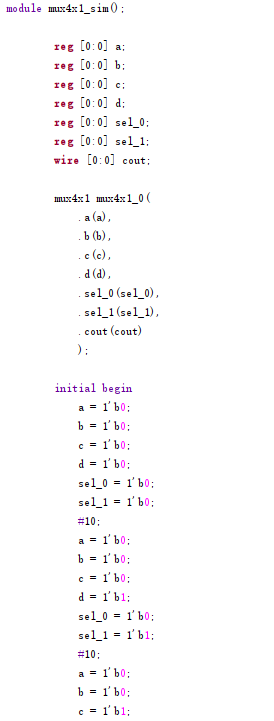 module mux4x1_sim();
reg [0:0] a;
reg [0:0] b;
reg [0:0] c;
reg [0:0] d;
reg [0:0] sel_0;
reg [0:0] sel_1;
wire [0:0] cout;
mux4x1 mux4x1_0(
.a(a),
.b(b),
.c(c),
.d(d),
.sel_0(sel_0),
.sel_1(sel_1),
.cout(cout)
);
initial begin
a = 1'b0;
b = 1'b0;
c = 1'b0;
d = 1'b0;
sel_0 = 1'b0;
sel_1 = 1'b0;
#10;
a = 1'b0;
b = 1'b0;
c = 1'b0;
d = 1'b1;
sel_0 = 1'b0;
sel_1 = 1'b1;
#10;
a = 1'b0;
b = 1'b0;
c = 1'b1;